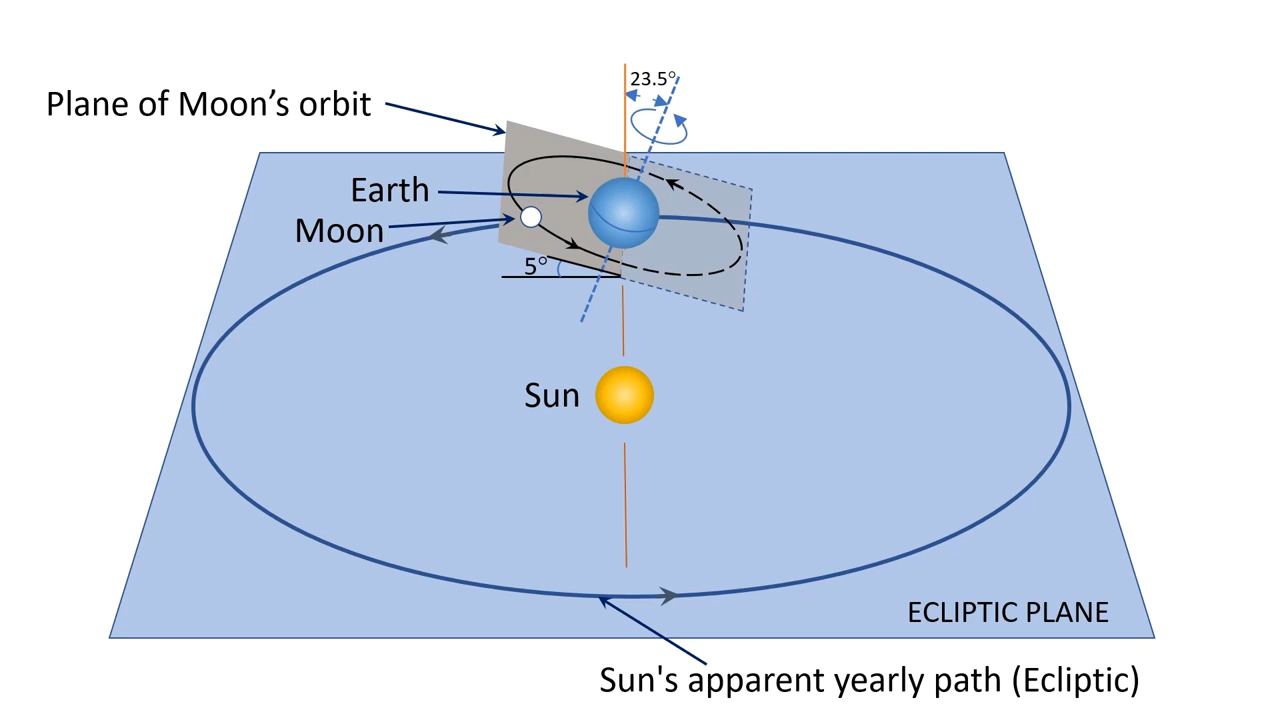 23.5°
Plane of Moon’s orbit
Earth
Moon
5°
Sun
ECLIPTIC PLANE
Sun's apparent yearly path (Ecliptic)